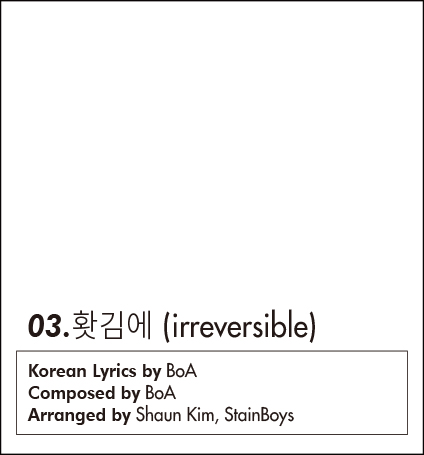 03.홧김에 (irreversible)
Korean Lyrics by BoA
Composed by BoA
Arranged by Shaun Kim, StainBoys